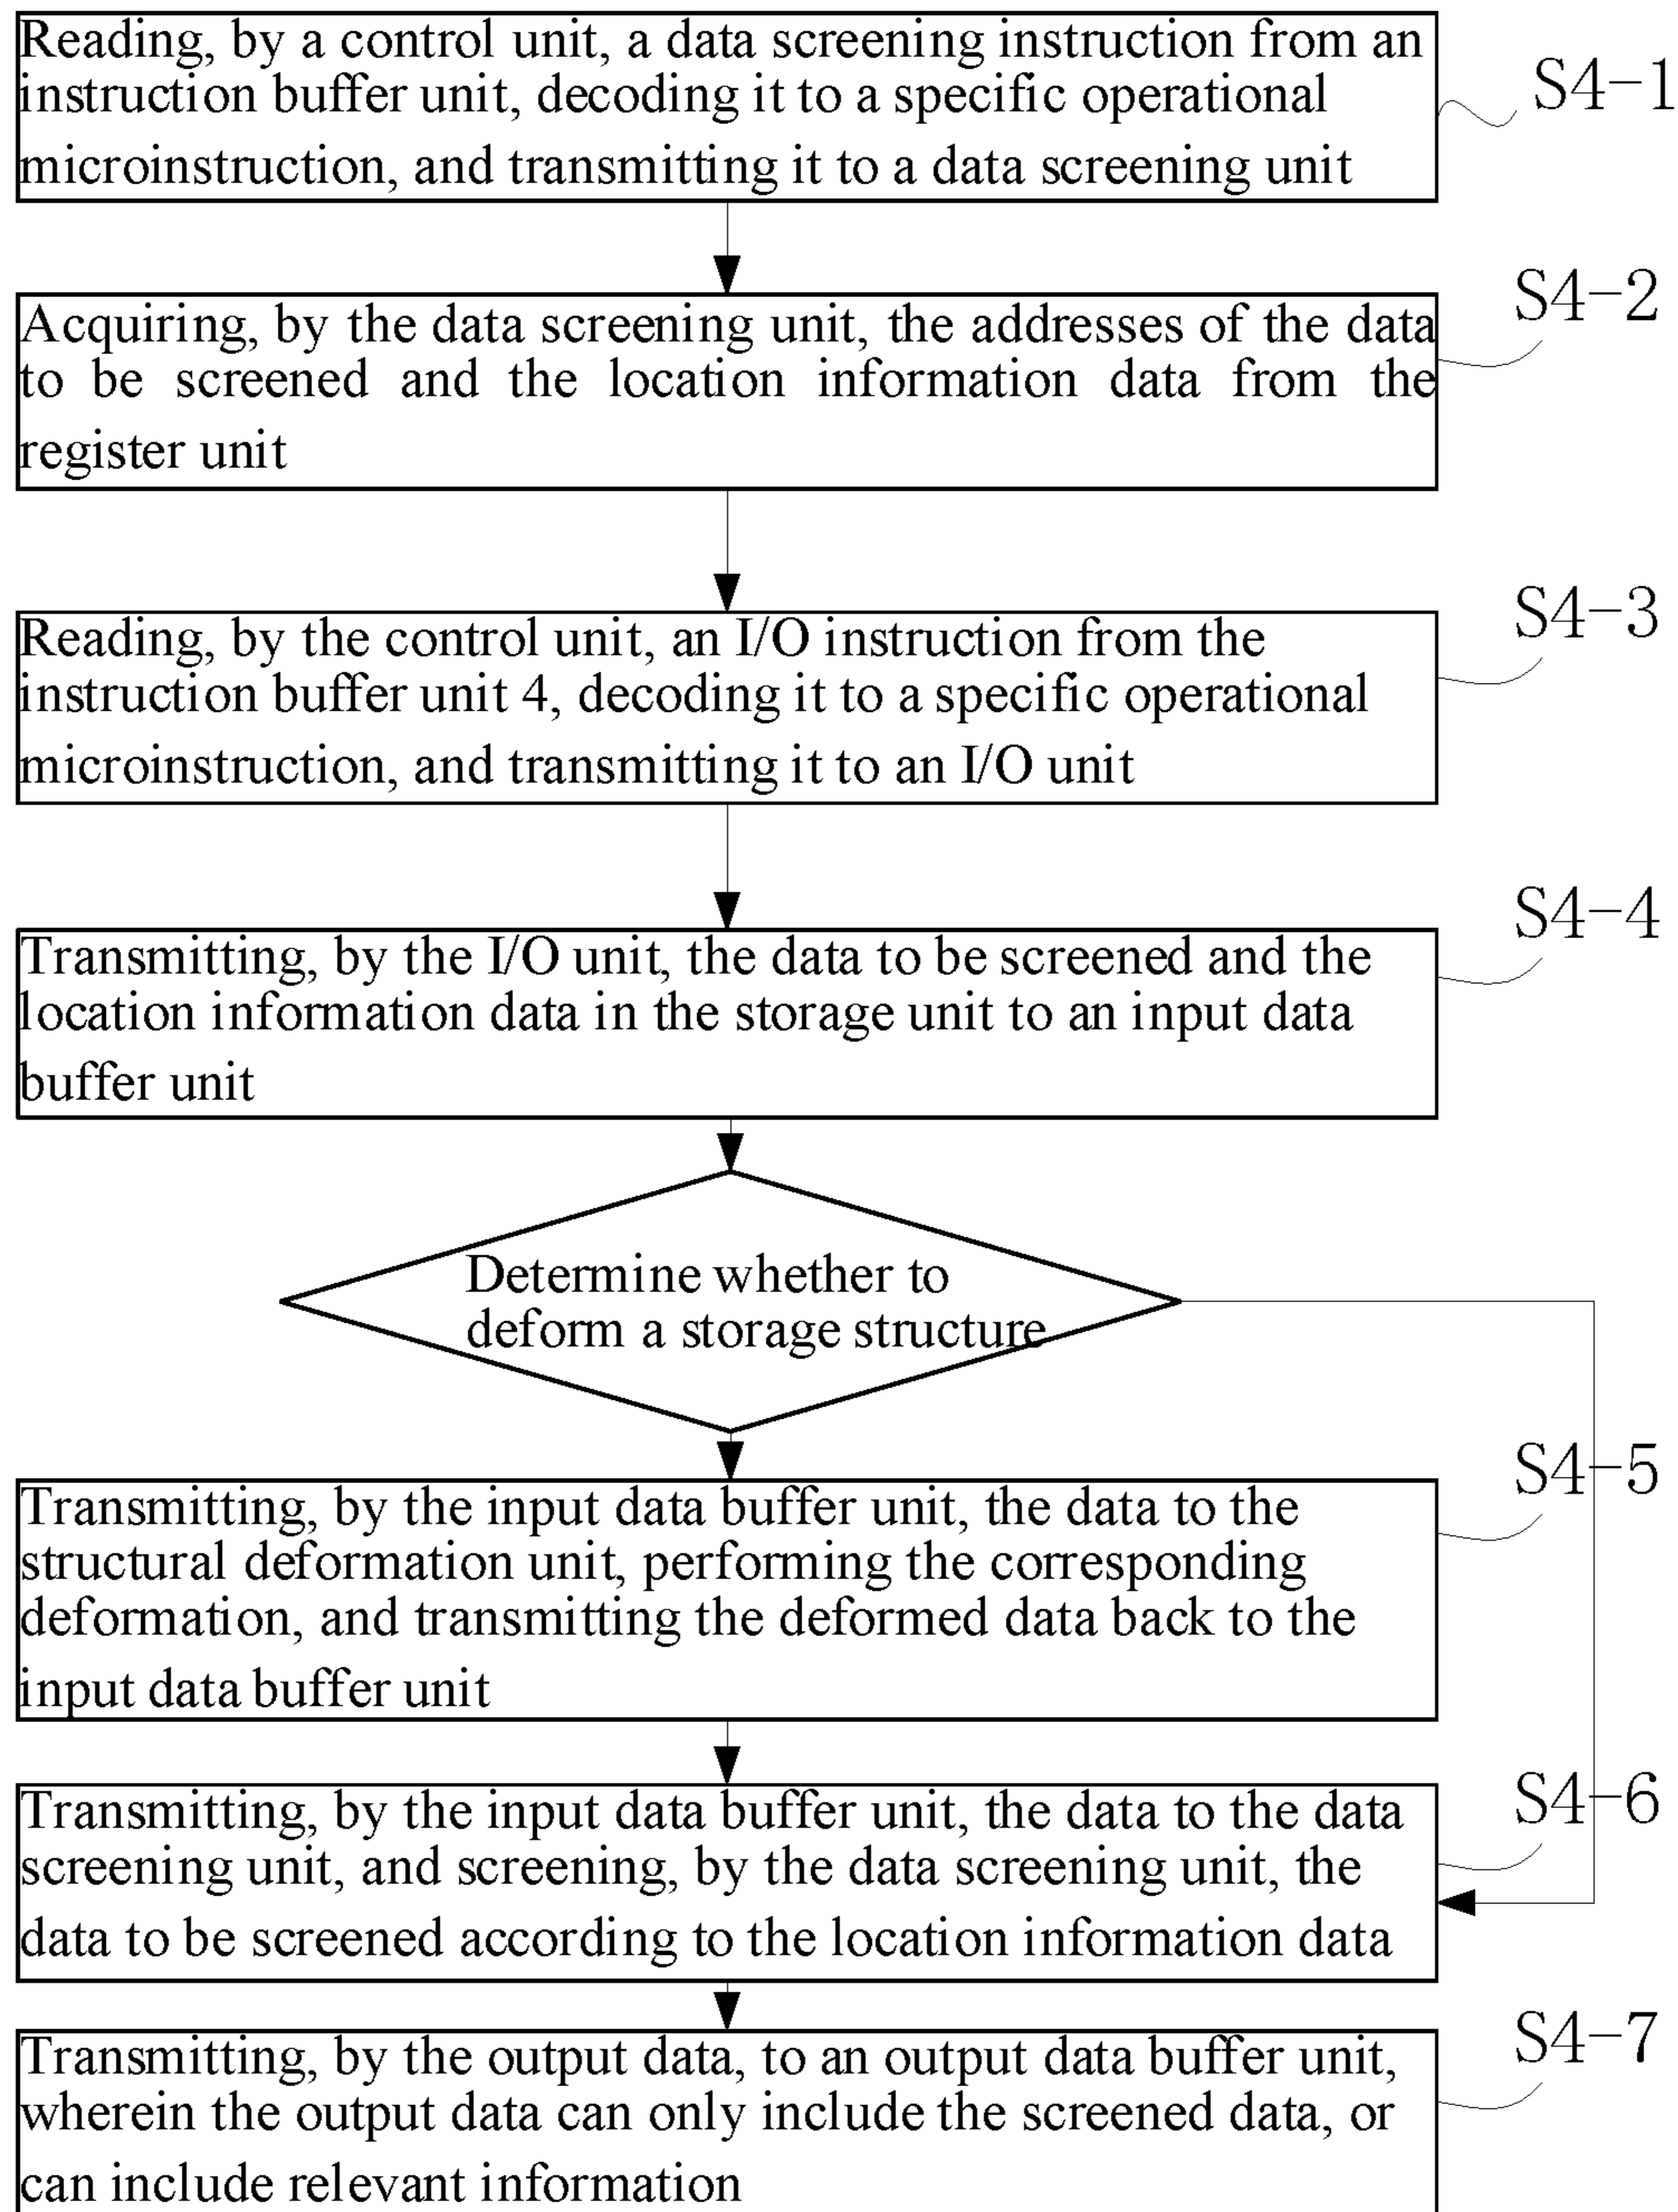 Reading, by a control unit, a data screening instruction from an
instruction buffer unit, decoding it to a specific operational
microinstruction, and transmitting it to a data screening unit
S4-1
Acquiring, by the data screening unit, the addresses of the data
to be screened and the location information data from the
register unit
S4-2
Reading, by the control unit, an I/O instruction from the
instruction buffer unit 4, decoding it to a specific operational
microinstruction, and transmitting it to an I/O unit
S4-3
Transmitting, by the I/O unit, the data to be screened and the
location information data in the storage unit to an input data
buffer unit
S4-4
Determine whether to
deform a storage structure
Transmitting, by the input data buffer unit, the data to the
structural deformation unit, performing the corresponding
deformation, and transmitting the deformed data back to the
input data buffer unit
S4-5
Transmitting, by the input data buffer unit, the data to the data
screening unit, and screening, by the data screening unit, the
data to be screened according to the location information data
S4-6
Transmitting, by the output data, to an output data buffer unit,
wherein the output data can only include the screened data, or
can include relevant information
S4-7